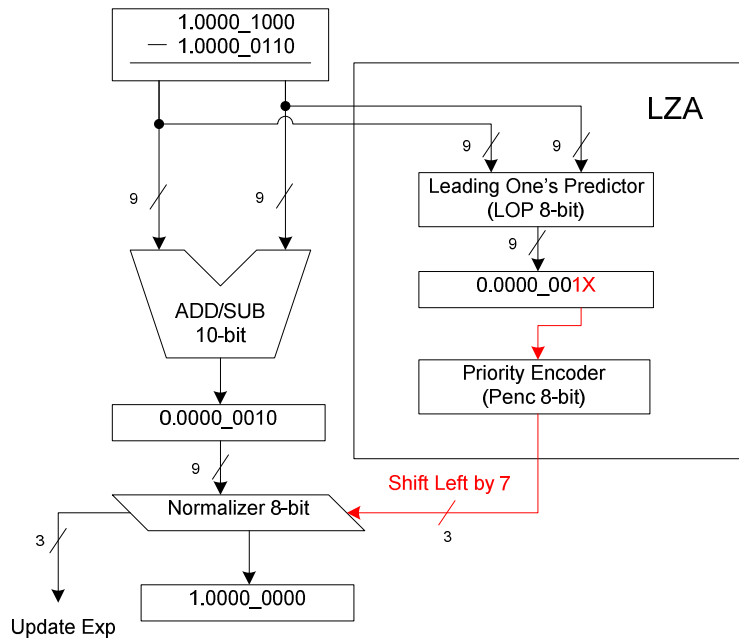 1.0000_1000
— 1.0000_0110
LZA
9
9
9
9
Leading One's Predictor
(LOP 8-bit)
9
0.0000_001X
ADD/SUB
10-bit
Priority Encoder
(Penc 8-bit)
0.0000_0010
9
Shift Left by 7
Normalizer 8-bit
3
3
1.0000_0000
Update Exp